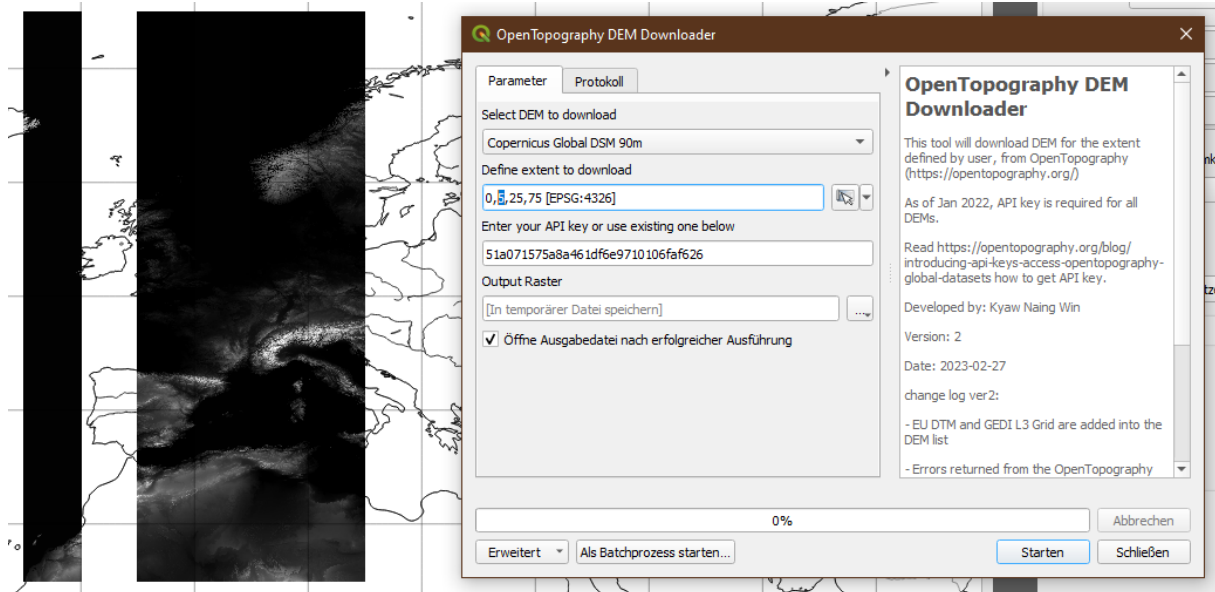 OpenTopography DEM Downloader
Parameter
Protokoll
Select DEM to download
Copernicus Global DSM 90m
Define extent to download
0,5,25,75 [EPSG:4326]
Enter your API key or use existing one below
51a071575a8a461df6e9710106faf626
Output Raster
[In temporärer Datei speichern]
...
Öffne Ausgabedatei nach erfolgreicher Ausführung
OpenTopography DEM
Downloader
This tool will download DEM for the extent
defined by user, from OpenTopography
(https://opentopography.org/)
As of Jan 2022, API key is required for all
DEMs.
Read https://opentopography.org/blog/
introducing-api-keys-access-opentopography-
global-datasets how to get API key.
Developed by: Kyaw Naing Win
Version: 2
Date: 2023-02-27
change log ver2:
- EU DTM and GEDI L3 Grid are added into the
DEM list
- Errors returned from the OpenTopography
0%
Abbrechen
Erweitert
Als Batchprozess starten...
Starten
Schließen